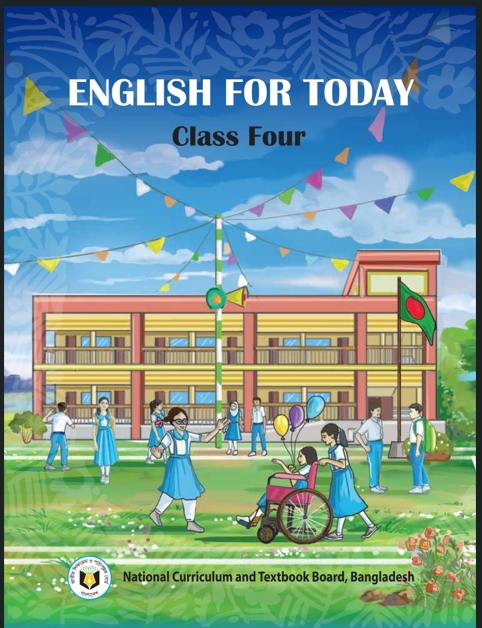 ENGLISH FOR TODAY
Class Four
National Curriculum and Textbook Board, Bangladesh